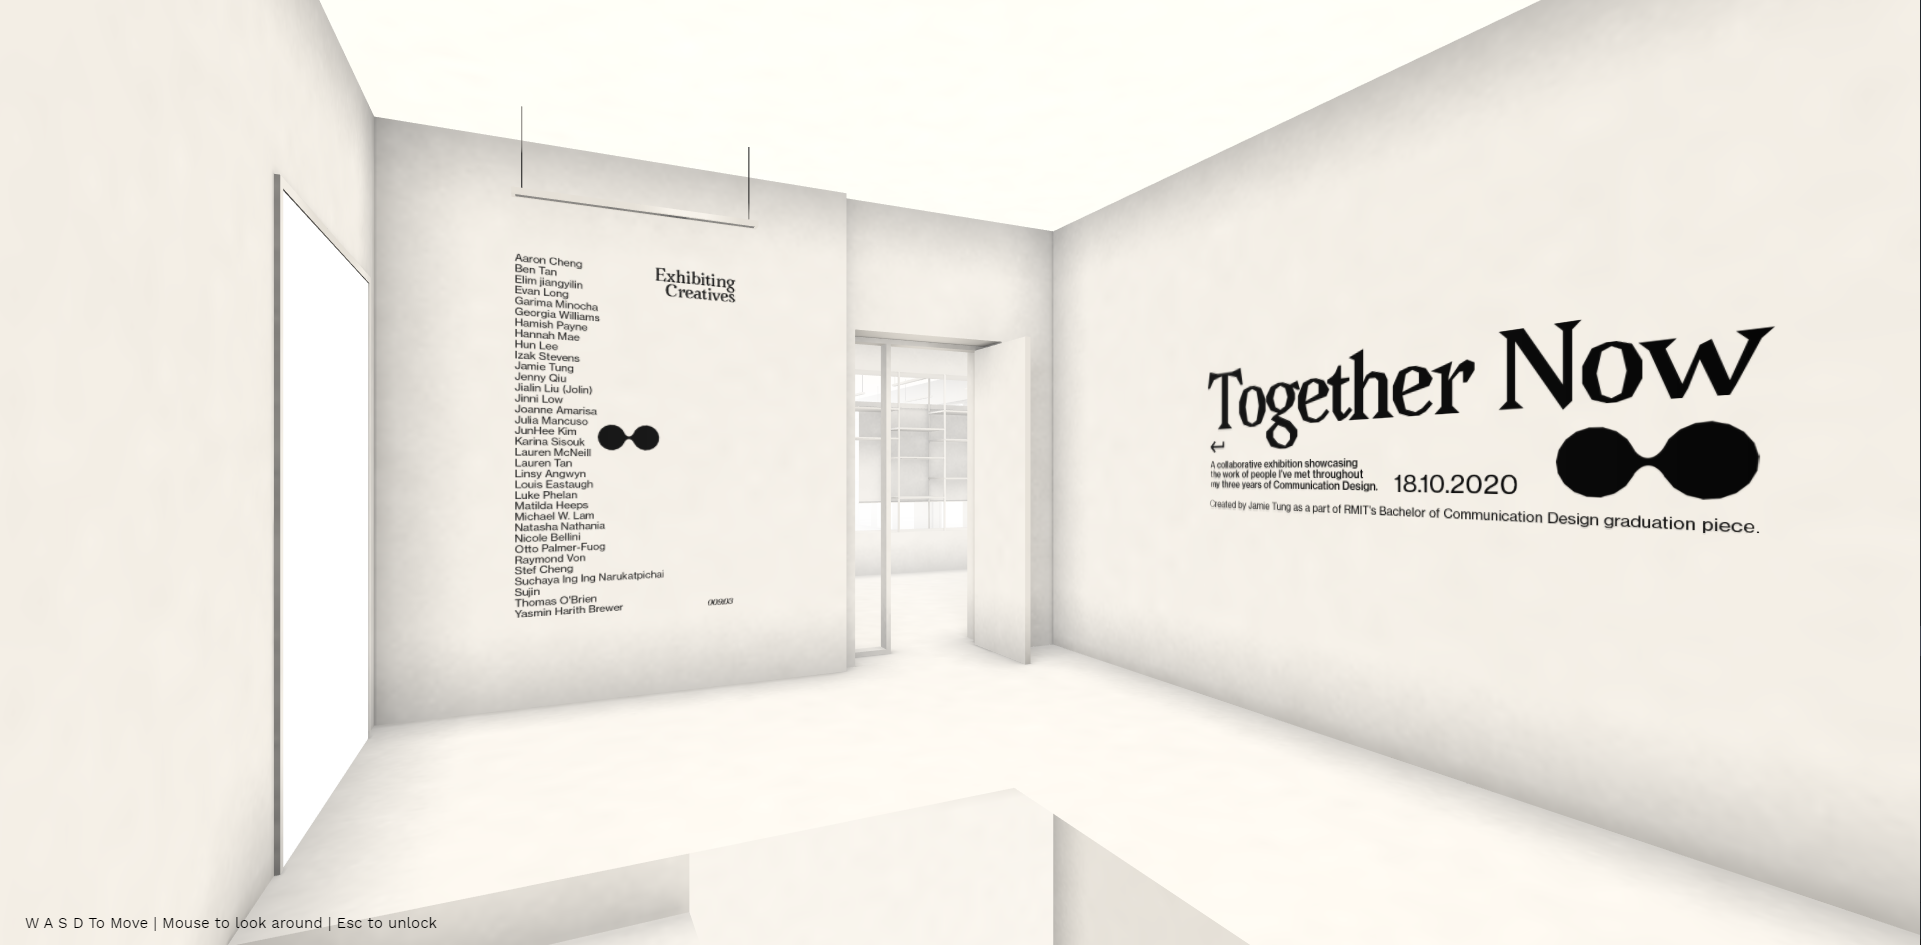 Aaron Cheng
Ben Tan
Elim jiangyilin
Evan Long
Garima Minocha
Georgia Williams
Hamish Payne
Hannah Mae
Hun Lee
Izak Stevens
Jamie Tung
Jenny Qiu
Jialin Liu (Jolin)
Jinni Low
Joanne Amarisa
Julia Mancuso
JunHee Kim
Karina Sisouk
Lauren McNeill
Lauren Tan
Linsy Angwyn
Louis Eastaugh
Luke Phelan
Matilda Heeps
Michael W. Lam
Natasha Nathania
Nicole Bellini
Otto Palmer-Fuog
Raymond Von
Stef Cheng
Suchaya Ing Ing Narukatpichai
Sujin
Thomas O'Brien
Yasmin Harith Brewer
Exhibiting
Creatives
Together Now
↵
A collaborative exhibition showcasing
the work of people I've met throughout
my three years of Communication Design.
18.10.2020
Created by Jamie Tung as a part of RMIT's Bachelor of Communication Design graduation piece.
W A S D To Move | Mouse to look around | Esc to unlock